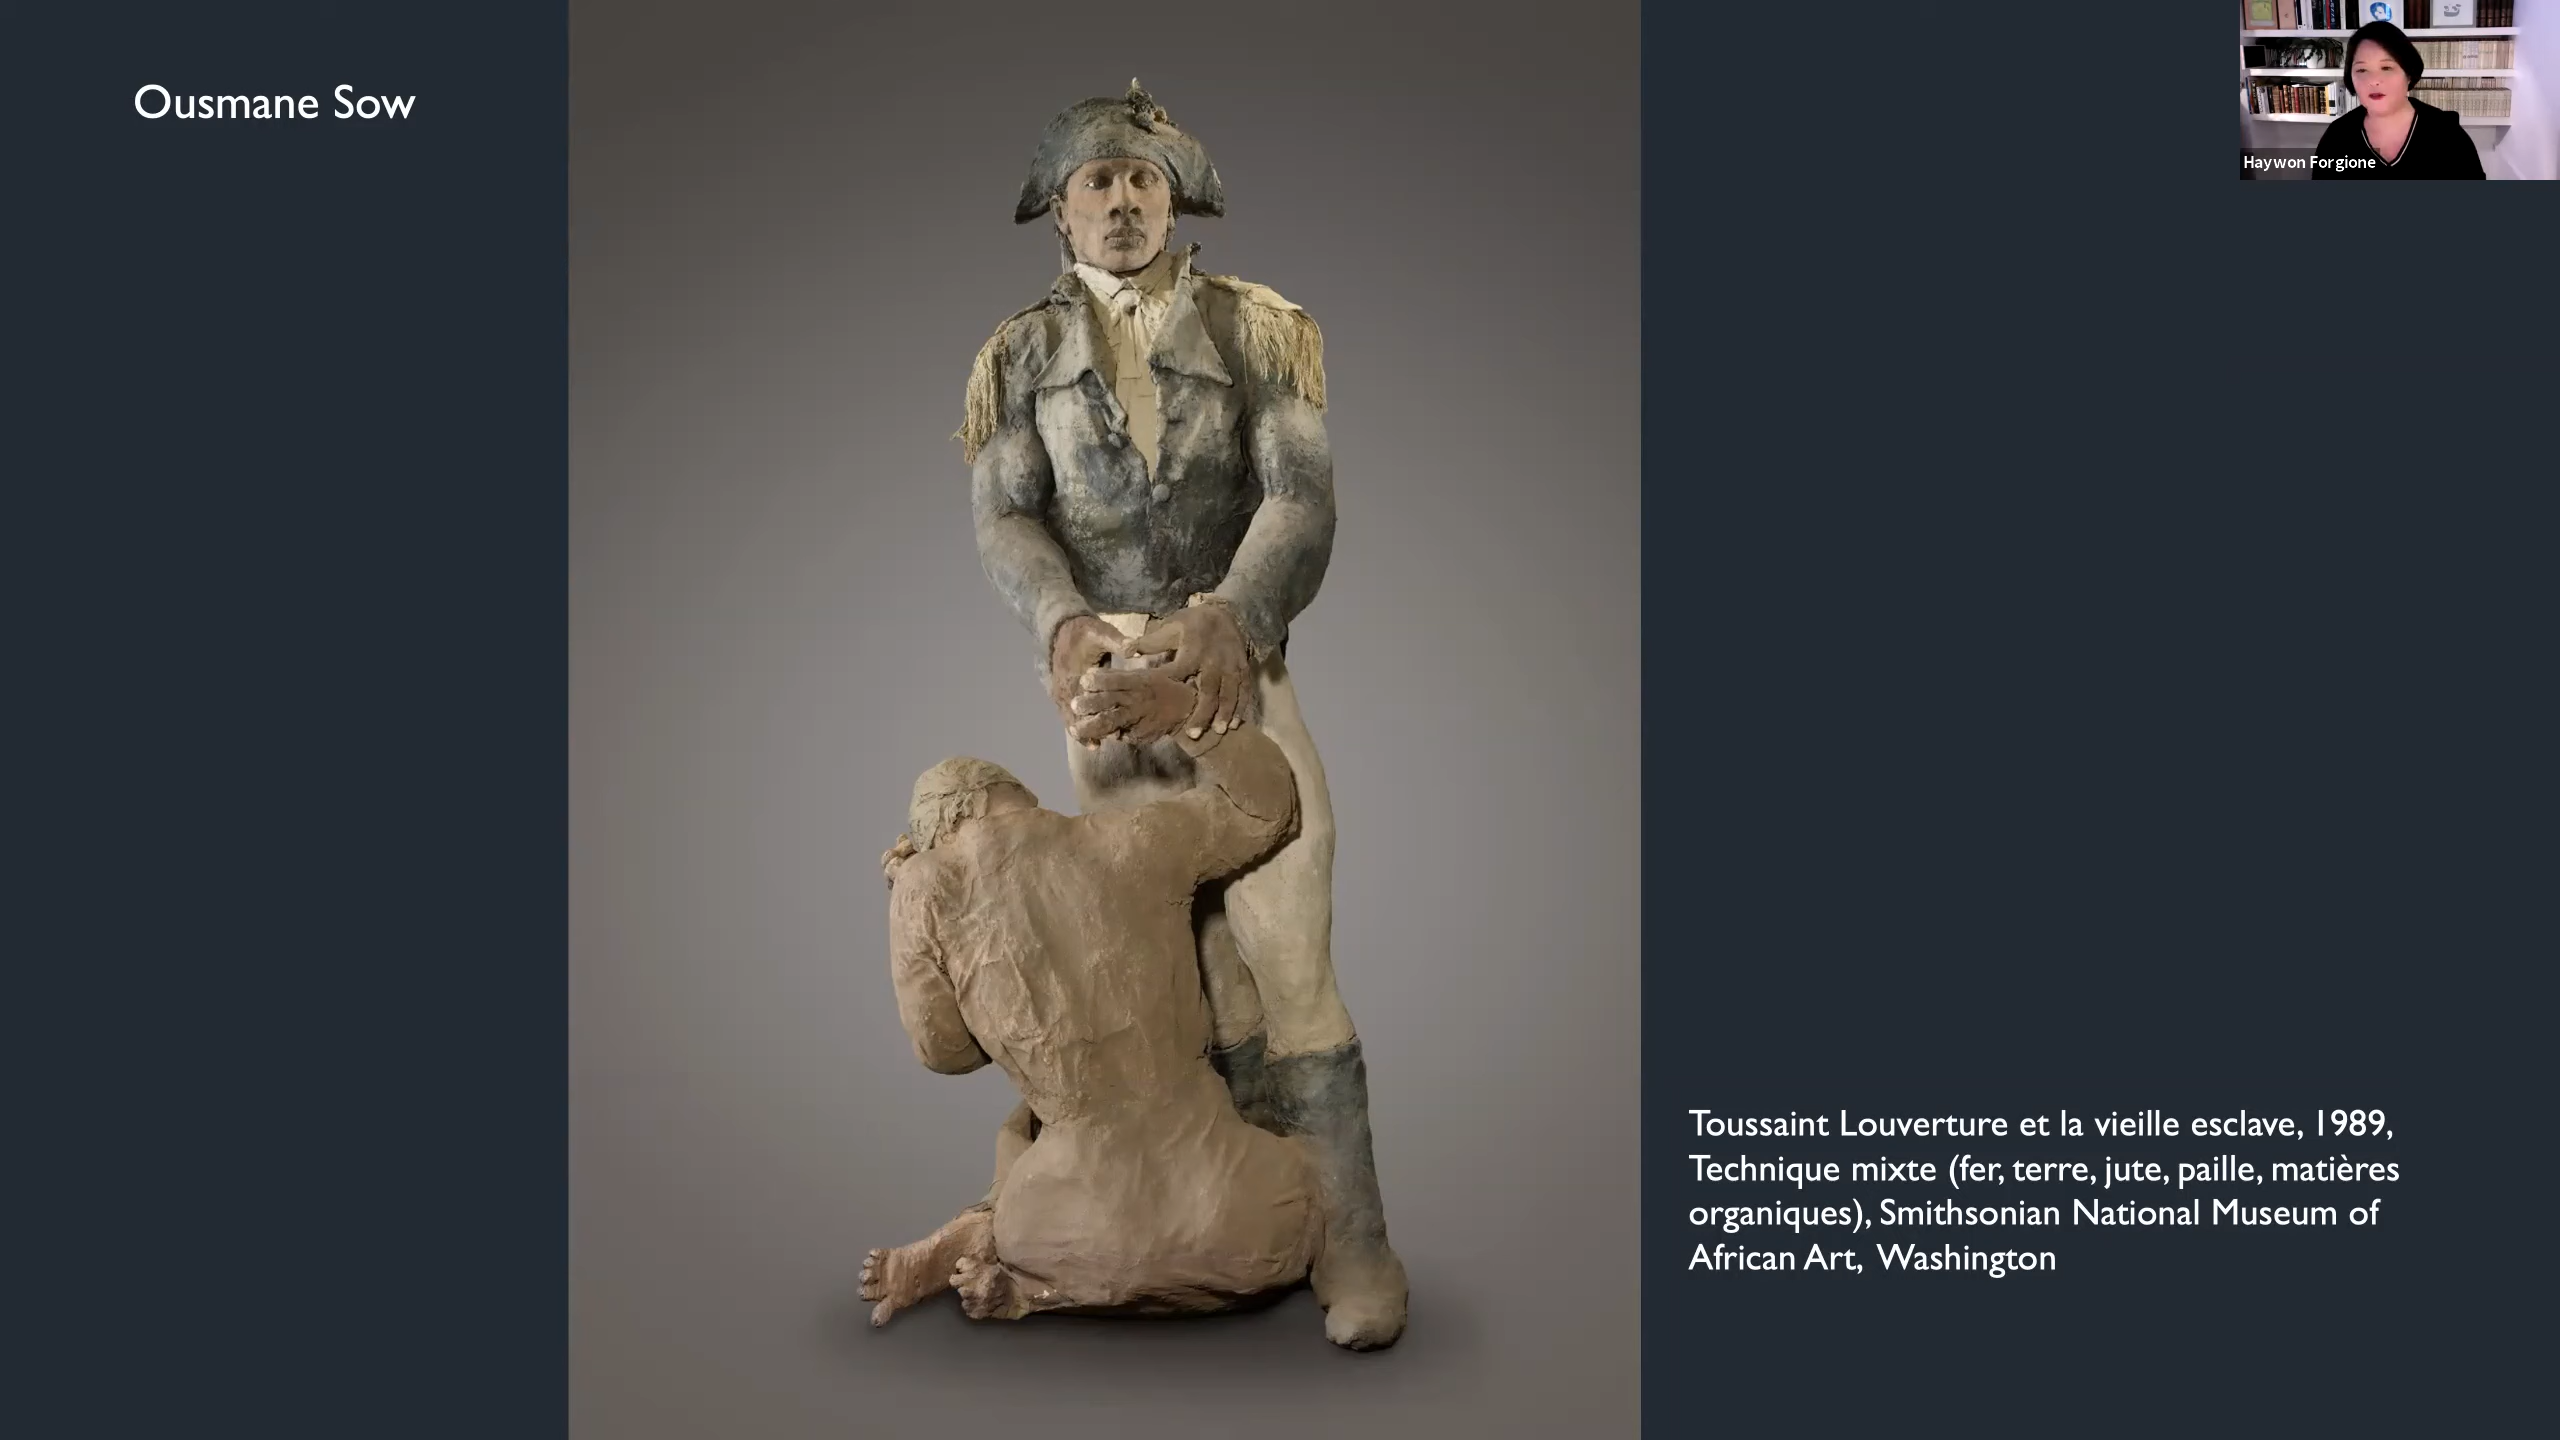 Ousmane Sow
Haywon Forgione
Toussaint Louverture et la vieille esclave, 1989,
Technique mixte (fer, terre, jute, paille, matières
organiques), Smithsonian National Museum of
African Art, Washington